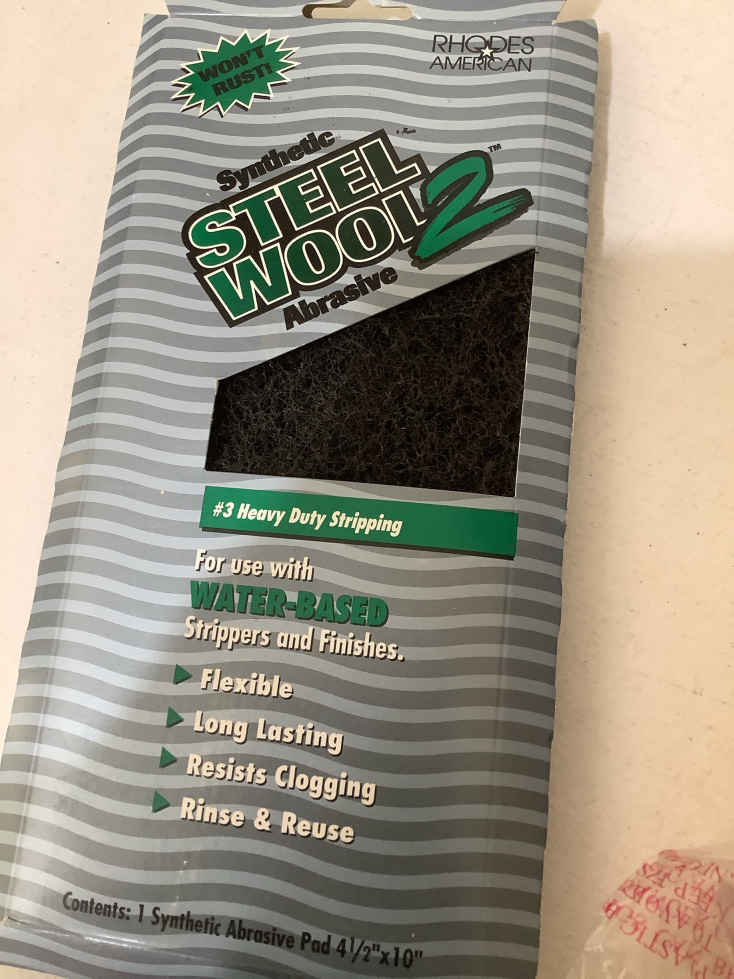 WON'T
RUST!
RHODES
AMERICAN
Synthetic
STEEL
WOOL 2™
Abrasive
#3 Heavy Duty Stripping
For use with
WATER-BASED
Strippers and Finishes.
Flexible
Long Lasting
Resists Clogging
Rinse & Reuse
Contents: 1 Synthetic Abrasive Pad 4 1/2"x10"